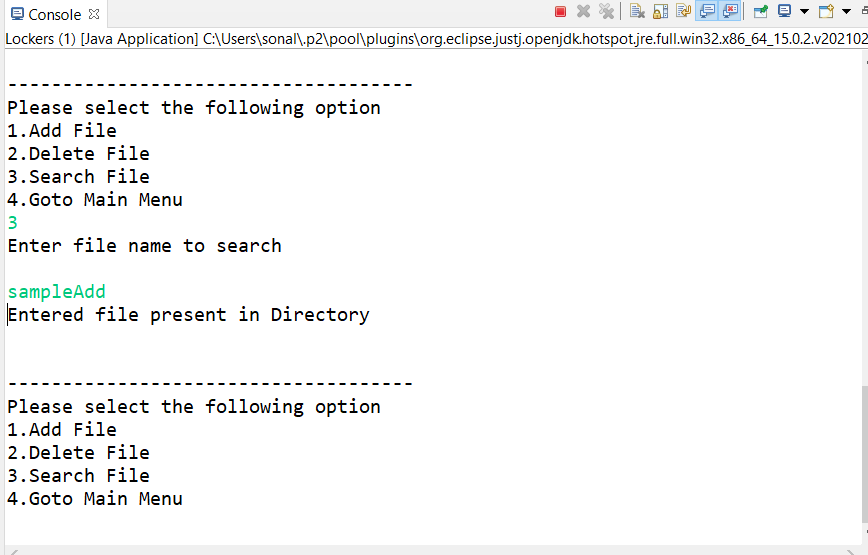 Console
Lockers (1) [Java Application] C:\Users\sonal\.p2\pool\plugins\org.eclipse.justj.openjdk.hotspot.jre.full.win32.x86_64_15.0.2.v202102
-------------------------------------
Please select the following option
1.Add File
2.Delete File
3.Search File
4.Goto Main Menu
3
Enter file name to search
sampleAdd
Entered file present in Directory
-------------------------------------
Please select the following option
1.Add File
2.Delete File
3.Search File
4.Goto Main Menu